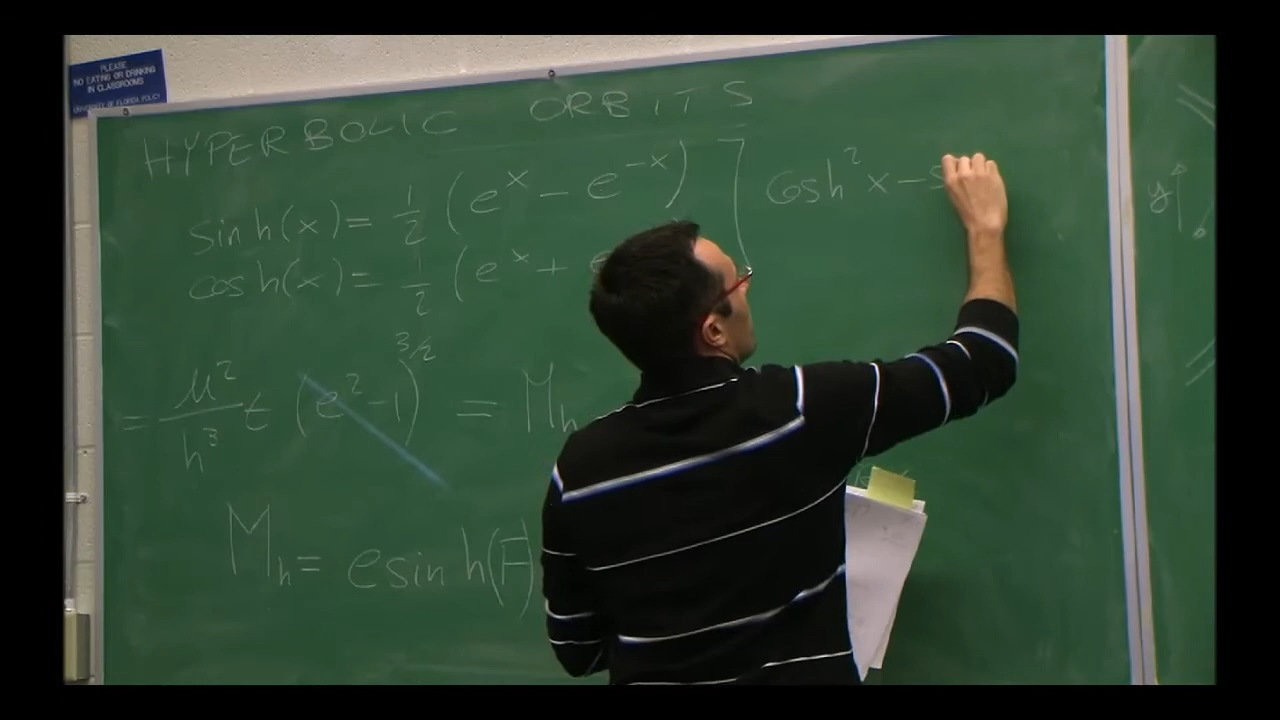 PLEASE
NO EATING OR DRINKING
IN CLASSROOMS
UNIVERSITY OF FLORIDA POLICY
HYPERBOLIC ORBITS
sinh(x) = 1/2 (e^x - e^-x) ] cosh² x - s
cosh(x) = 1/2 (e^x + e
= μ²/h³ t (e² - 1)^3/2 = M_h
M_h = e sinh(F)
y